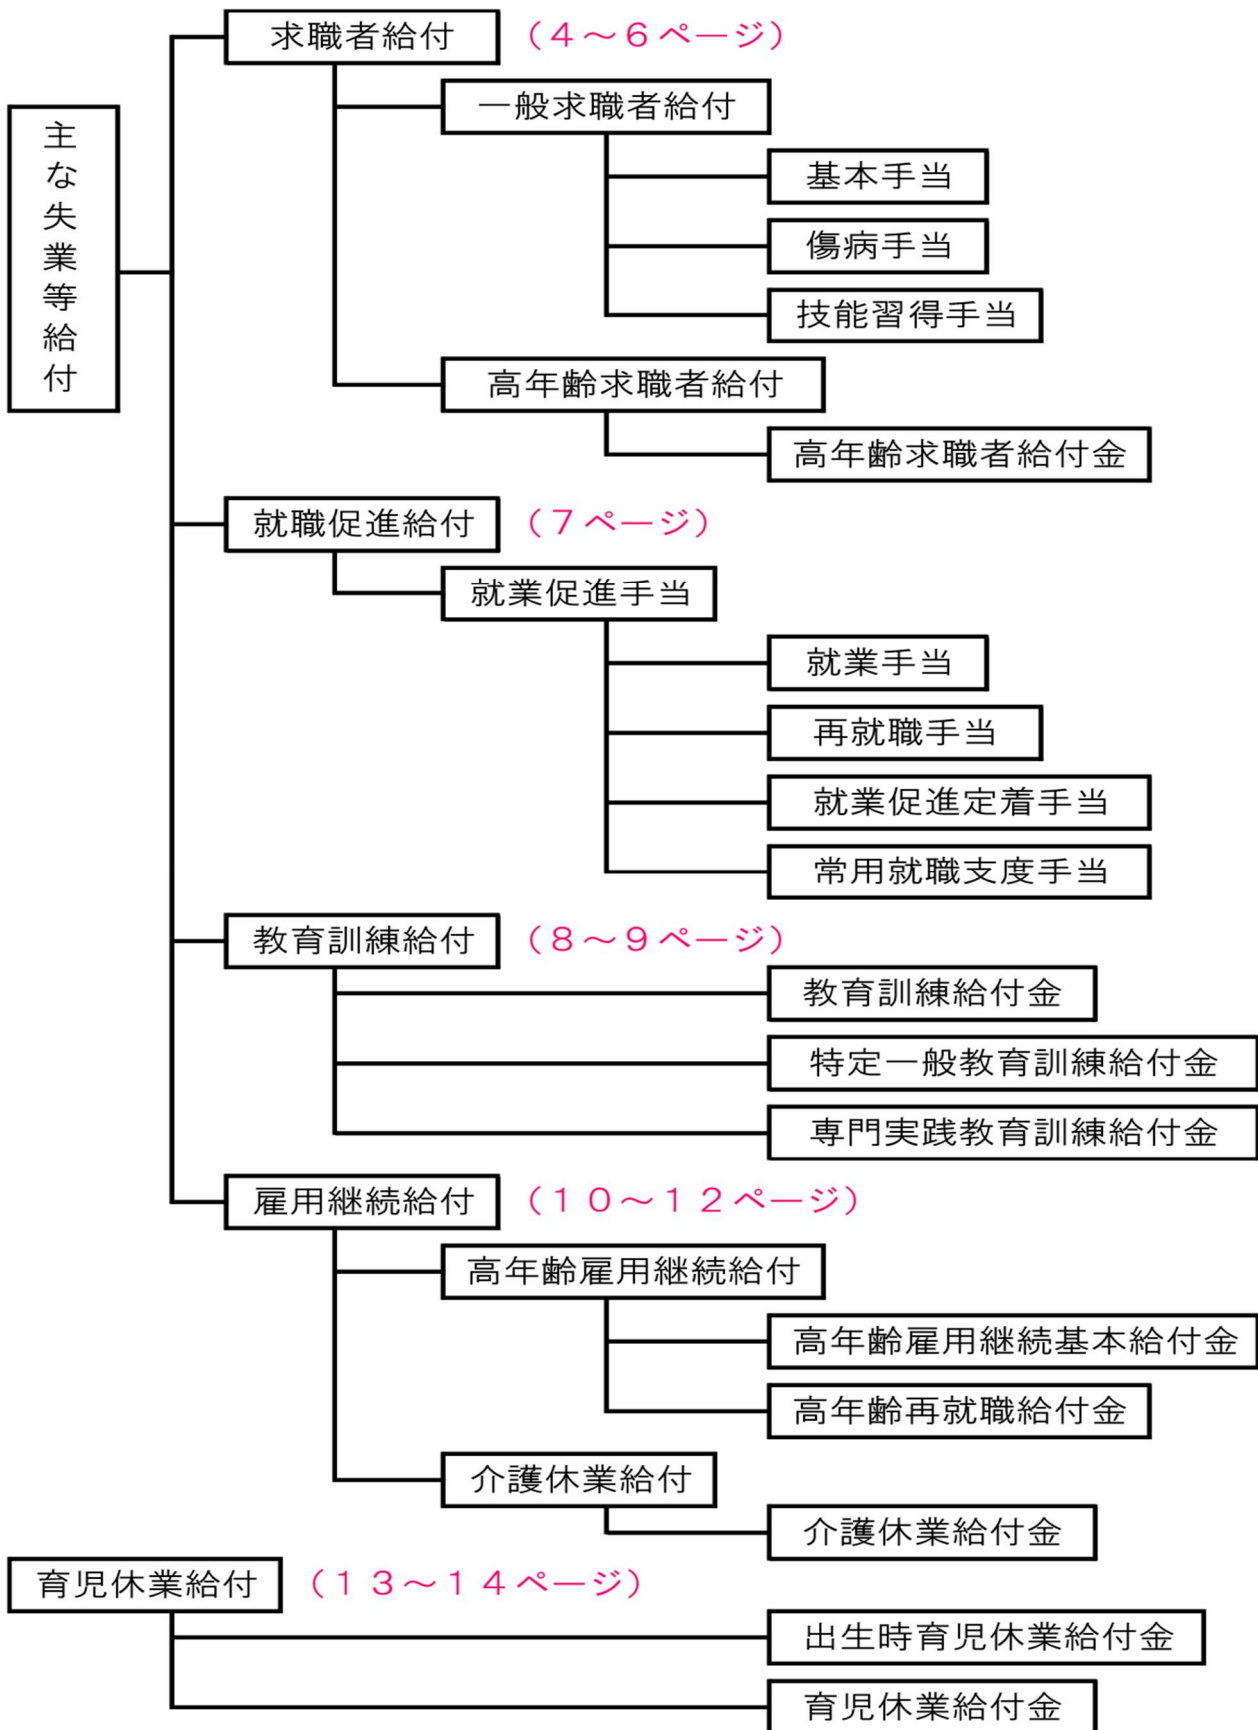 主な失業等給付
求職者給付 （４～６ページ）
一般求職者給付
基本手当
傷病手当
技能習得手当
高年齢求職者給付
高年齢求職者給付金
就職促進給付 （７ページ）
就業促進手当
就業手当
再就職手当
就業促進定着手当
常用就職支度手当
教育訓練給付 （８～９ページ）
教育訓練給付金
特定一般教育訓練給付金
専門実践教育訓練給付金
雇用継続給付 （１０～１２ページ）
高年齢雇用継続給付
高年齢雇用継続基本給付金
高年齢再就職給付金
介護休業給付
介護休業給付金
育児休業給付 （１３～１４ページ）
出生時育児休業給付金
育児休業給付金